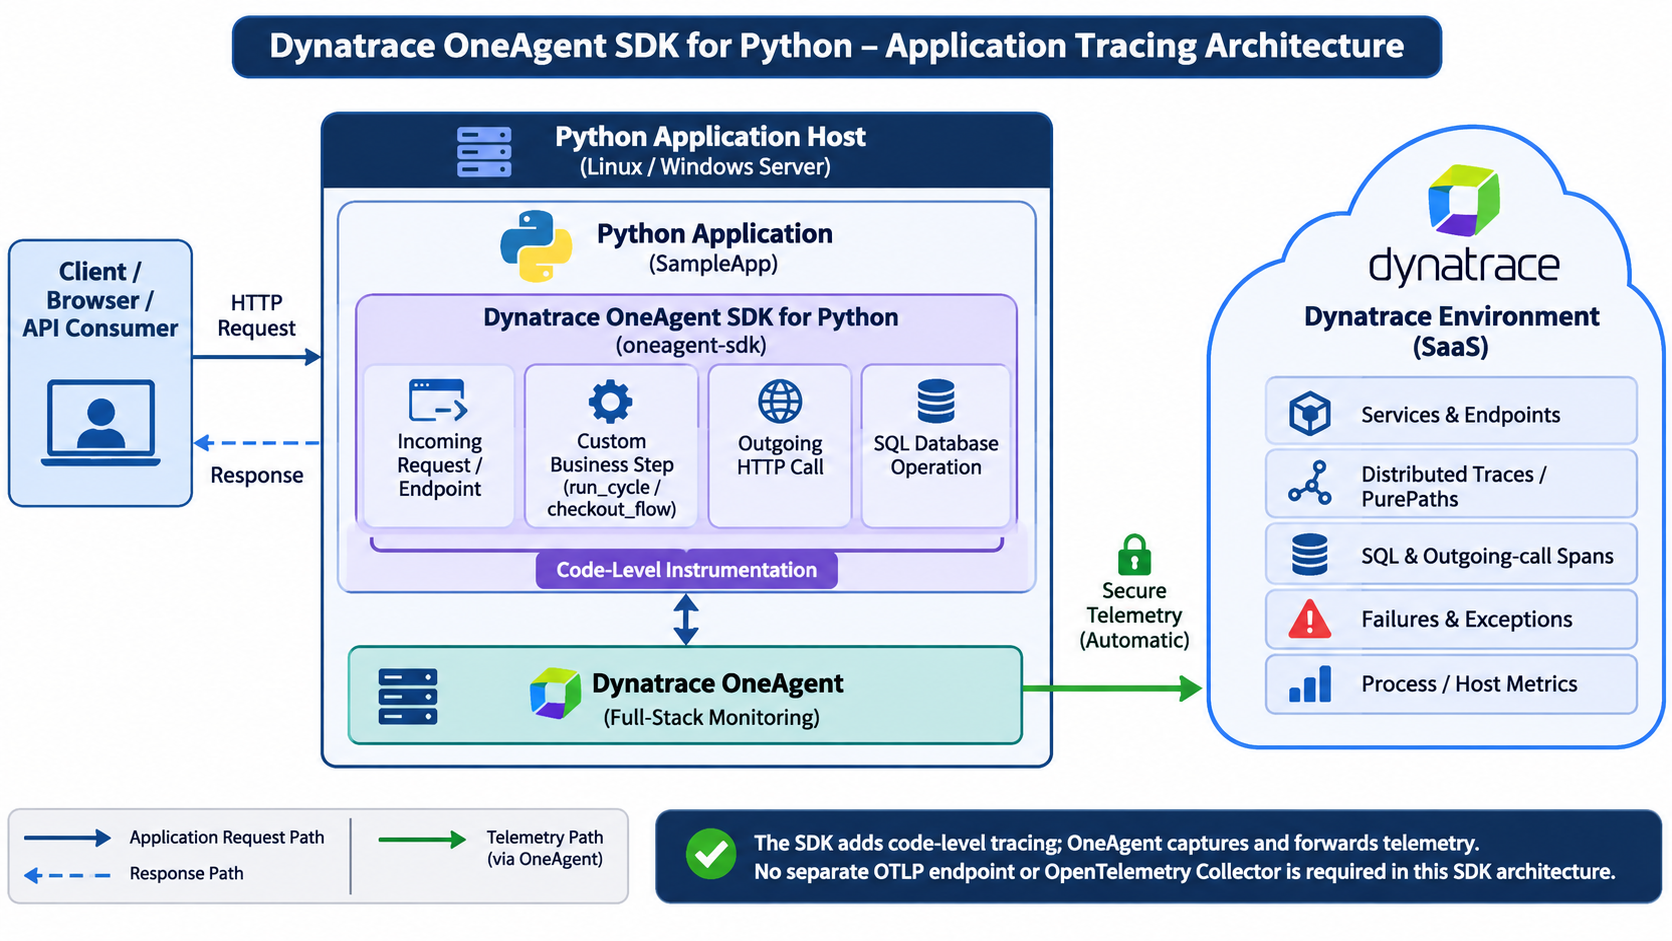 Dynatrace OneAgent SDK for Python – Application Tracing Architecture
Python Application Host
(Linux / Windows Server)
Client /
Browser /
API Consumer
HTTP
Request
Response
Python Application
(SampleApp)
Dynatrace OneAgent SDK for Python
(oneagent-sdk)
Incoming
Request /
Endpoint
Custom
Business Step
(run_cycle /
checkout_flow)
Outgoing
HTTP Call
SQL Database
Operation
Code-Level Instrumentation
Dynatrace OneAgent
(Full-Stack Monitoring)
Secure
Telemetry
(Automatic)
dynatrace
Dynatrace Environment
(SaaS)
Services & Endpoints
Distributed Traces /
PurePaths
SQL & Outgoing-call Spans
Failures & Exceptions
Process / Host Metrics
Application Request Path
Response Path
Telemetry Path
(via OneAgent)
The SDK adds code-level tracing; OneAgent captures and forwards telemetry.
No separate OTLP endpoint or OpenTelemetry Collector is required in this SDK architecture.